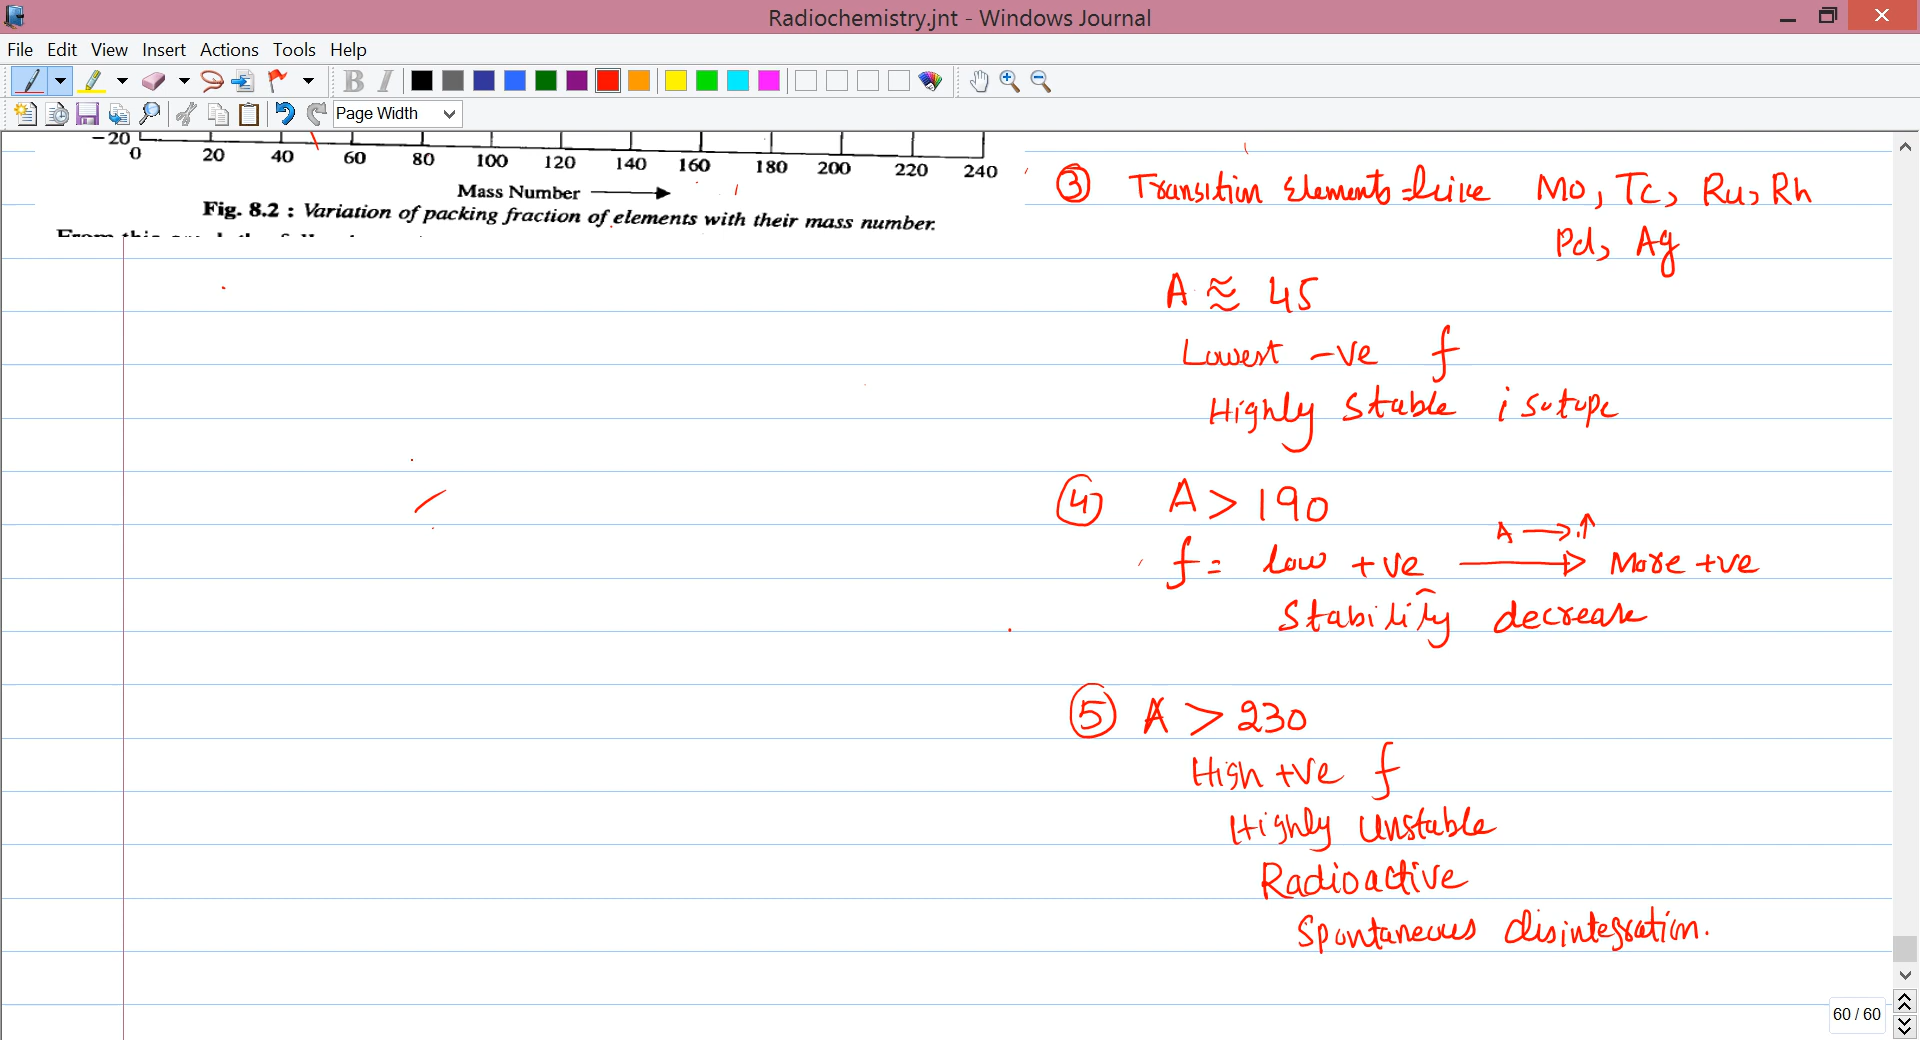 Radiochemistry.jnt - Windows Journal
File Edit View Insert Actions Tools Help
B I
Page Width
-20
0 20 40 60 80 100 120 140 160 180 200 220 240
Mass Number
Fig. 8.2 : Variation of packing fraction of elements with their mass number.
③ Transition Elements Mo, Tc, Ru, Rh
Pd, Ag
A ≈ 45
Lowest -ve f
Highly Stable isotope
④ A > 190
A → ↑
f = low +ve → More +ve
Stability decrease
⑤ A > 230
High +ve f
Highly Unstable
Radioactive
Spontaneous disintegration.
60 / 60